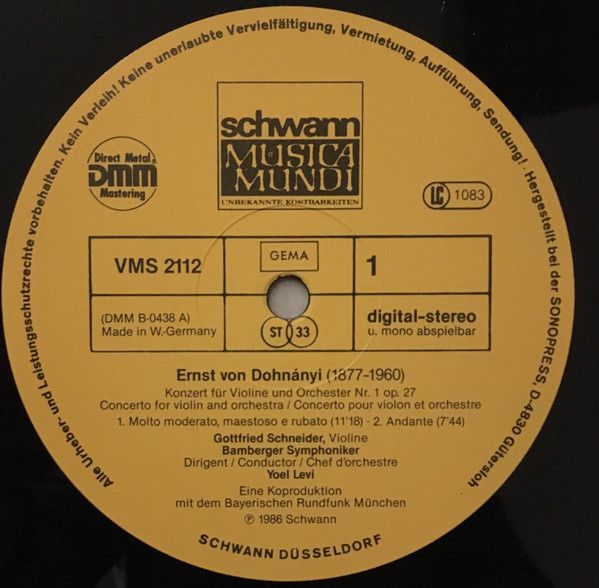 Alle Urheber- und Leistungsschutzrechte vorbehalten. Kein Verleih! Keine unerlaubte Vervielfältigung, Vermietung, Aufführung, Sendung! · Hergestellt bei der SONOPRESS, D-4830 Gütersloh
schwann
MUSICA
MUNDI
UNBEKANNTE KOSTBARKEITEN
Direct Metal
DMM
Mastering
LC 1083
VMS 2112
GEMA
1
(DMM B-0438 A)
Made in W.-Germany
ST 33
digital-stereo
u. mono abspielbar
Ernst von Dohnányi (1877-1960)
Konzert für Violine und Orchester Nr. 1 op. 27
Concerto for violin and orchestra / Concerto pour violon et orchestre
1. Molto moderato, maestoso e rubato (11'18) · 2. Andante (7'44)
Gottfried Schneider, Violine
Bamberger Symphoniker
Dirigent / Conductor / Chef d'orchestre
Yoel Levi
Eine Koproduktion
mit dem Bayerischen Rundfunk München
℗ 1986 Schwann
SCHWANN DÜSSELDORF